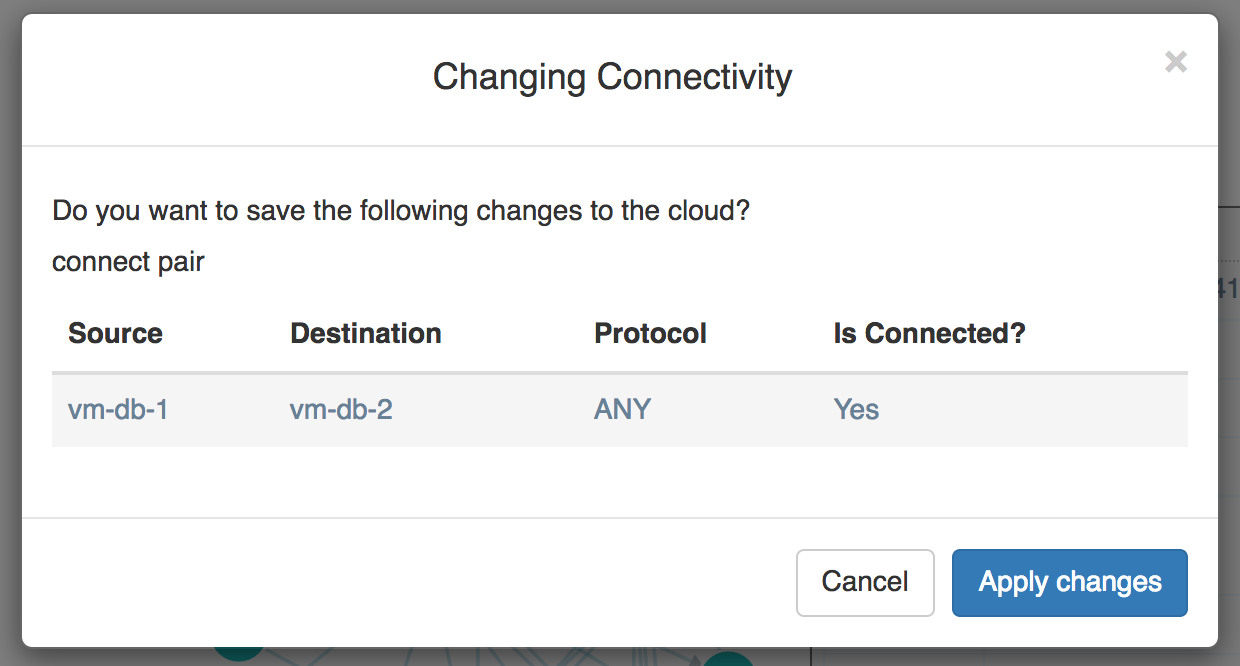 Changing Connectivity
×
Do you want to save the following changes to the cloud?
connect pair
Source Destination Protocol Is Connected?
vm-db-1 vm-db-2 ANY Yes
Cancel Apply changes